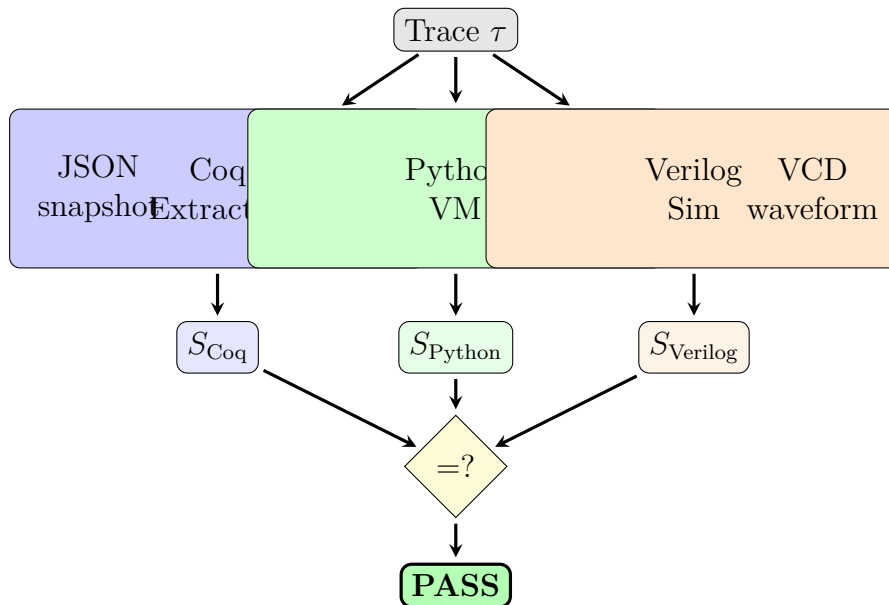 Trace τ
JSON
snapshot
Coq
Extract
Pytho
VM
Verilog
Sim
VCD
waveform
S_Coq
S_Python
S_Verilog
=?
PASS